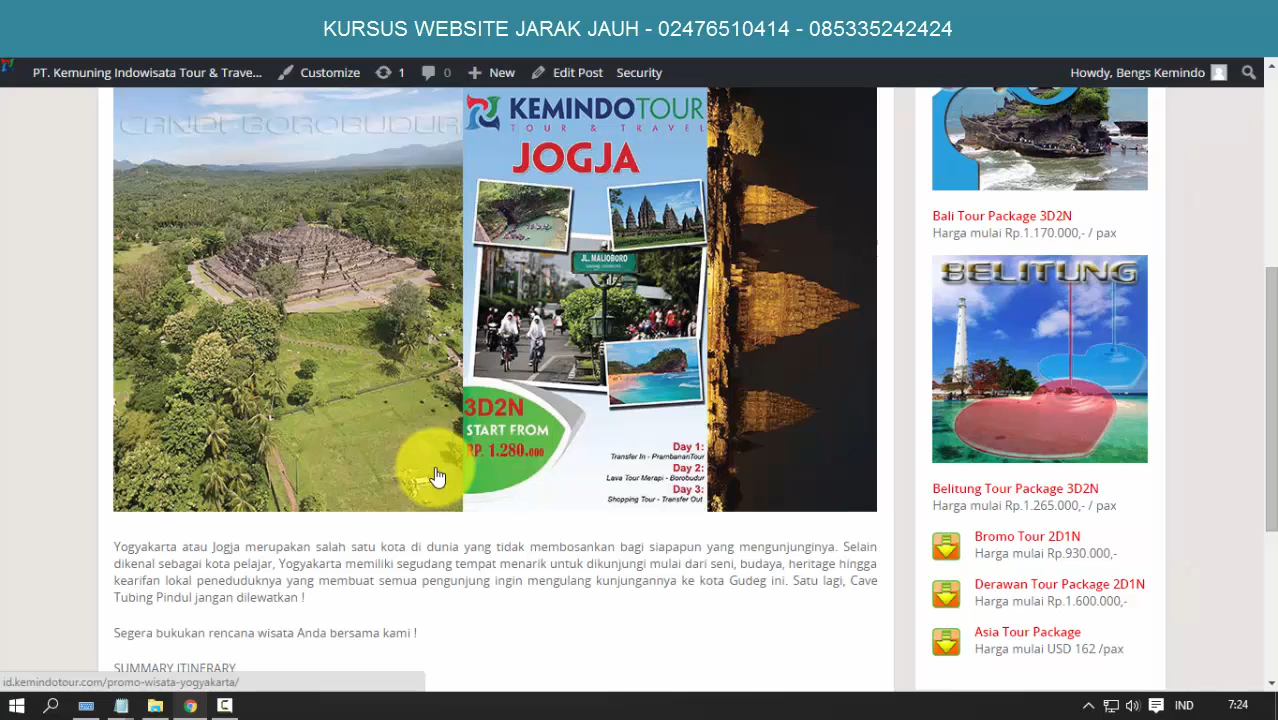 KURSUS WEBSITE JARAK JAUH - 02476510414 - 085335242424
PT. Kemuning Indowisata Tour & Trave... Customize 1 0 New Edit Post Security Howdy, Bengs Kemindo
CANDI BOROBUDUR
KEMINDOTOUR
TOUR & TRAVEL
JOGJA
JL. MALIOBORO
3D2N
START FROM
RP. 1.280.000
Day 1:
Transfer In - Prambanan Tour
Day 2:
Lava Tour Merapi - Borobudur
Day 3:
Shopping Tour - Transfer Out
Yogyakarta atau Jogja merupakan salah satu kota di dunia yang tidak membosankan bagi siapapun yang mengunjunginya. Selain
dikenal sebagai kota pelajar, Yogyakarta memiliki segudang tempat menarik untuk dikunjungi mulai dari seni, budaya, heritage hingga
kearifan lokal peneduduknya yang membuat semua pengunjung ingin mengulang kunjungannya ke kota Gudeg ini. Satu lagi, Cave
Tubing Pindul jangan dilewatkan !
Segera bukukan rencana wisata Anda bersama kami !
SUMMARY ITINERARY
Bali Tour Package 3D2N
Harga mulai Rp.1.170.000,- / pax
BELITUNG
Belitung Tour Package 3D2N
Harga mulai Rp.1.265.000,- / pax
Bromo Tour 2D1N
Harga mulai Rp.930.000,-
Derawan Tour Package 2D1N
Harga mulai Rp.1.600.000,-
Asia Tour Package
Harga mulai USD 162 /pax
id.kemindotour.com/promo-wisata-yogyakarta/
IND 7:24